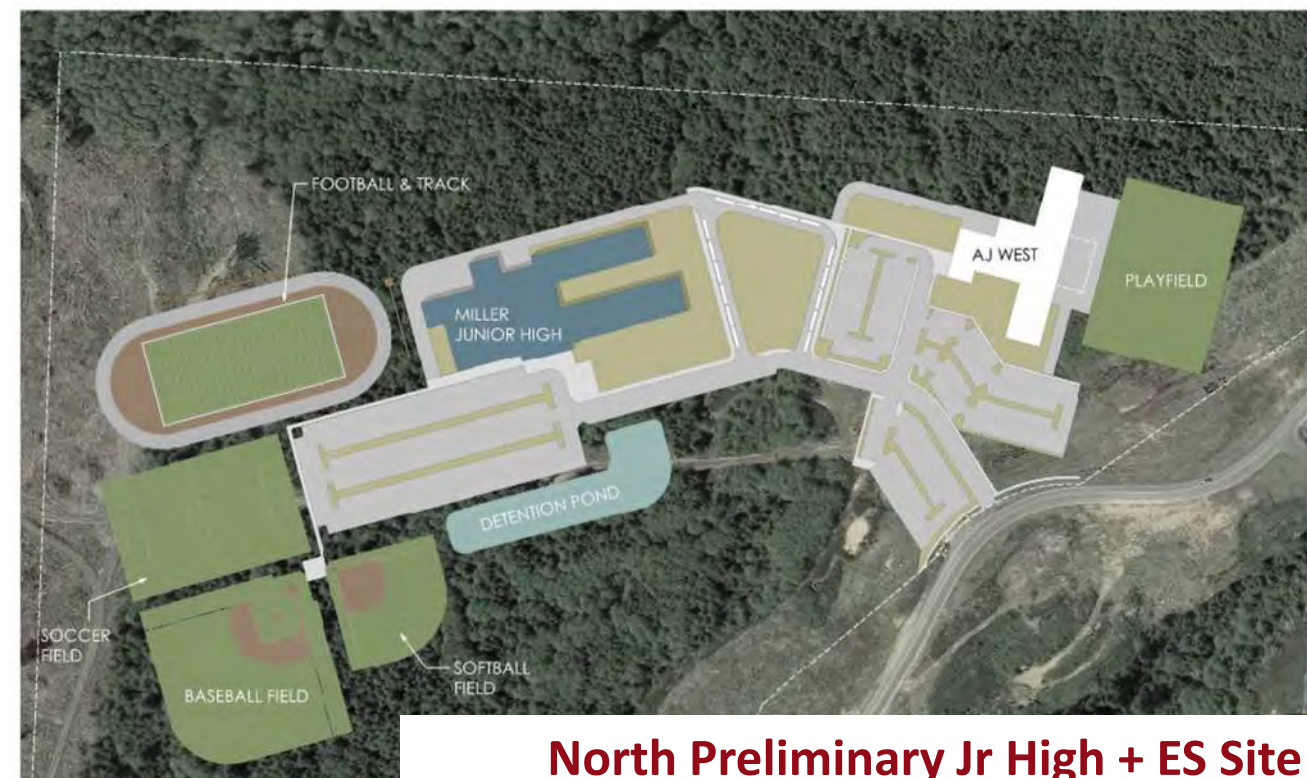 FOOTBALL & TRACK
AJ WEST
PLAYFIELD
MILLER
JUNIOR HIGH
DETENTION POND
SOCCER
FIELD
SOFTBALL
FIELD
BASEBALL FIELD
North Preliminary Jr High + ES Site